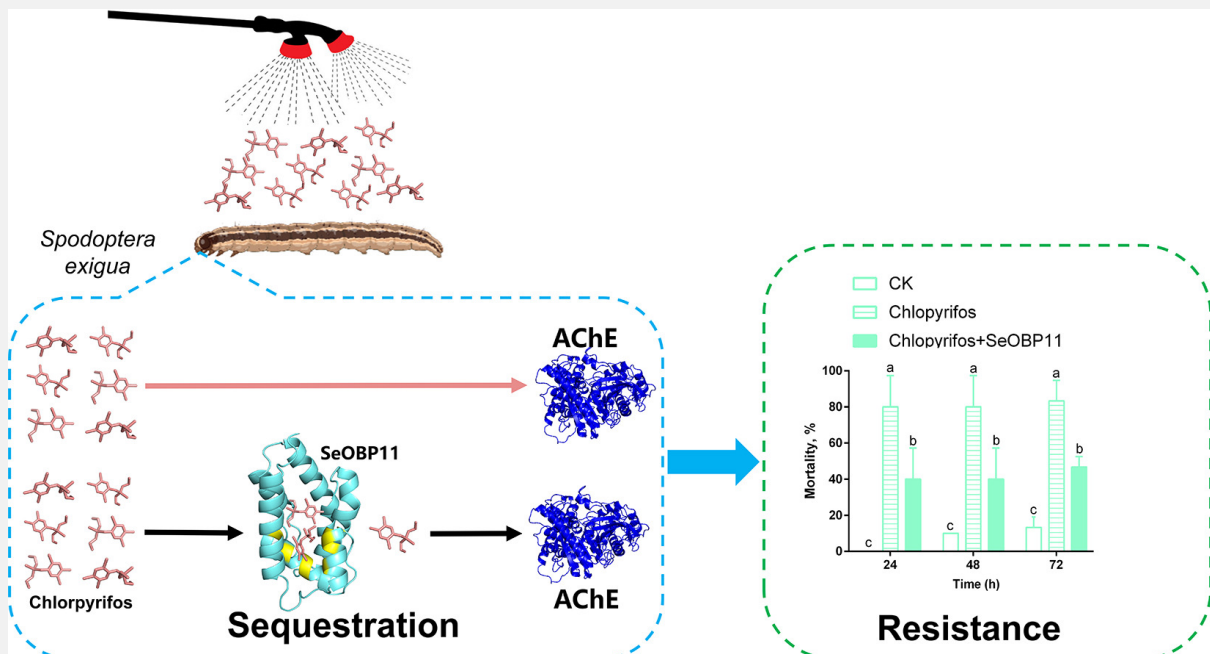 Spodoptera
exigua
AChE
SeOBP11
Chlorpyrifos
AChE
Sequestration
CK
Chlopyrifos
Chlopyrifos+SeOBP11
Mortality, %
100
80
60
40
20
0
a
b
c
a
b
c
a
b
c
24
48
72
Time (h)
Resistance